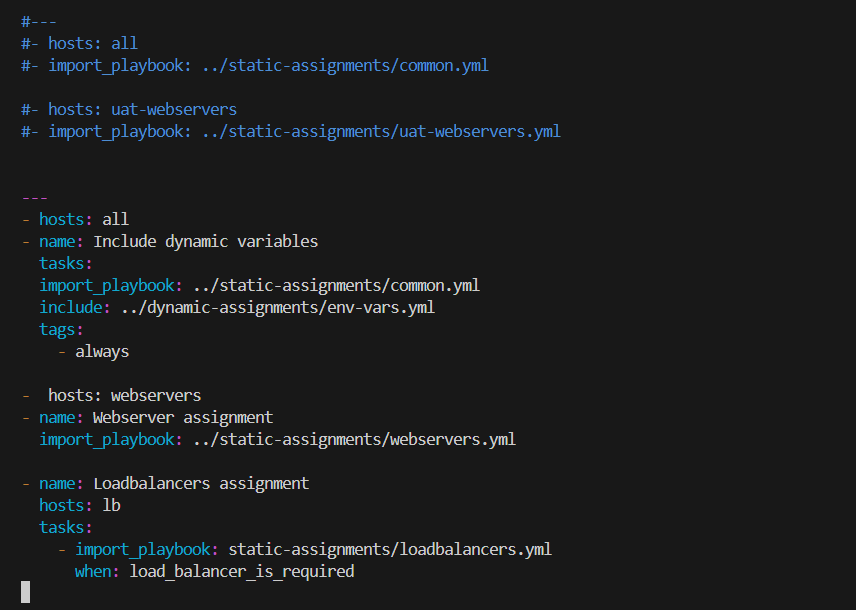 #---
#- hosts: all
#- import_playbook: ../static-assignments/common.yml

#- hosts: uat-webservers
#- import_playbook: ../static-assignments/uat-webservers.yml


---
- hosts: all
- name: Include dynamic variables
  tasks:
  import_playbook: ../static-assignments/common.yml
  include: ../dynamic-assignments/env-vars.yml
  tags:
    - always

-  hosts: webservers
- name: Webserver assignment
  import_playbook: ../static-assignments/webservers.yml

- name: Loadbalancers assignment
  hosts: lb
  tasks:
    - import_playbook: static-assignments/loadbalancers.yml
      when: load_balancer_is_required